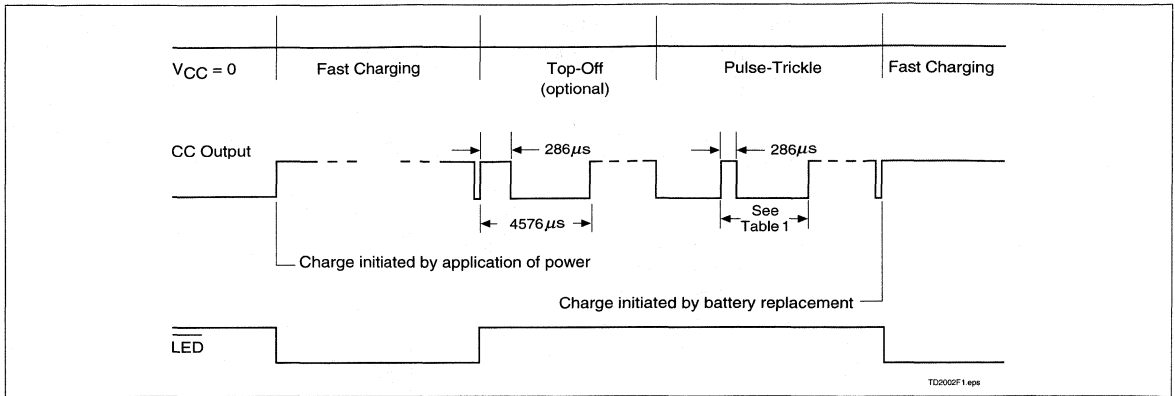 VCC = 0
Fast Charging
Top-Off
(optional)
Pulse-Trickle
Fast Charging
CC Output
286µs
286µs
4576µs
See
Table 1
Charge initiated by application of power
Charge initiated by battery replacement
LED
TD2002F1.eps